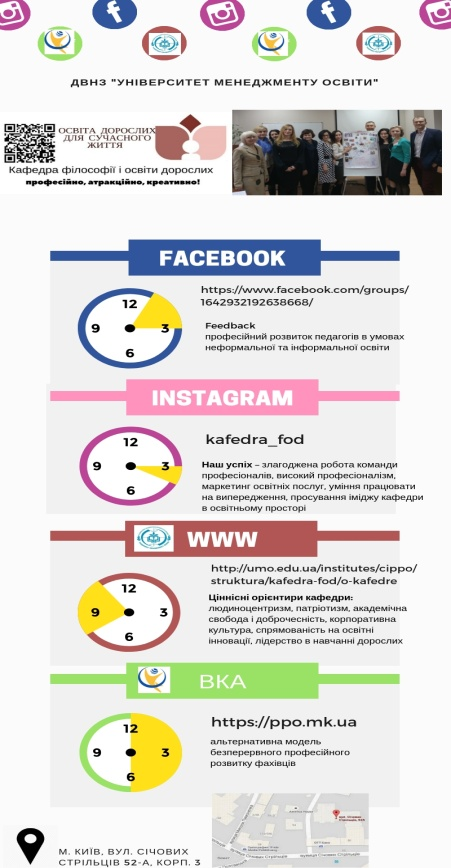 ДВНЗ "УНІВЕРСИТЕТ МЕНЕДЖМЕНТУ ОСВІТИ"
ОСВІТА ДОРОСЛИХ
ДЛЯ СУЧАСНОГО
ЖИТТЯ
Кафедра філософії і освіти дорослих
професійно, атракційно, креативно!
FACEBOOK
12
9
3
6
https://www.facebook.com/groups/
1642932192638668/
Feedback
професійний розвиток педагогів в умовах
неформальної та інформальної освіти
INSTAGRAM
12
9
3
6
kafedra_fod
Наш успіх – злагоджена робота команди
професіоналів, високий професіоналізм,
маркетинг освітніх послуг, уміння працювати
на випередження, просування іміджу кафедри
в освітньому просторі
WWW
12
9
3
6
http://umo.edu.ua/institutes/cippo/
struktura/kafedra-fod/o-kafedre
Ціннісні орієнтири кафедри:
людиноцентризм, патріотизм, академічна
свобода і доброчесність, корпоративна
культура, спрямованість на освітні
інновації, лідерство в навчанні дорослих
ВКА
12
9
3
6
https://ppo.mk.ua
альтернативна модель
безперервного професійного
розвитку фахівців
М. КИЇВ, ВУЛ. СІЧОВИХ
СТРІЛЬЦІВ 52-А, КОРП. 3